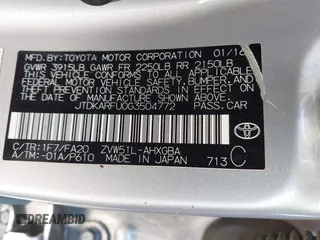 MFD BY: TOYOTA MOTOR CORPORATION 01/16
GVWR 3915LB GAWR FR 2250LB RR 2150LB
THIS VEHICLE CONFORMS TO ALL APPLICABLE
FEDERAL MOTOR VEHICLE SAFETY, BUMPER, AND
THEFT PREVENTION STANDARDS IN EFFECT ON
THE DATE OF MANUFACTURE SHOWN ABOVE.
JTDKARFU0G3504772 PASS.CAR
C/TR:1F7/FA20 ZVW51L-AHXGBA
A/TM:-01A/P610 MADE IN JAPAN 713 C
DREAMBID